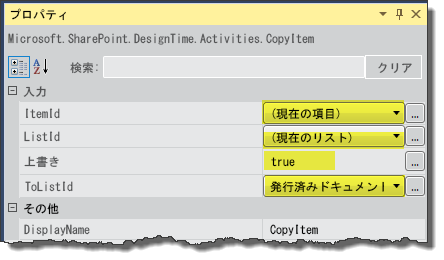 プロパティ
Microsoft.SharePoint.DesignTime.Activities.CopyItem
検索: クリア
入力
ItemId (現在の項目) ...
ListId (現在のリスト) ...
上書き true ...
ToListId 発行済みドキュメント ...
その他
DisplayName CopyItem